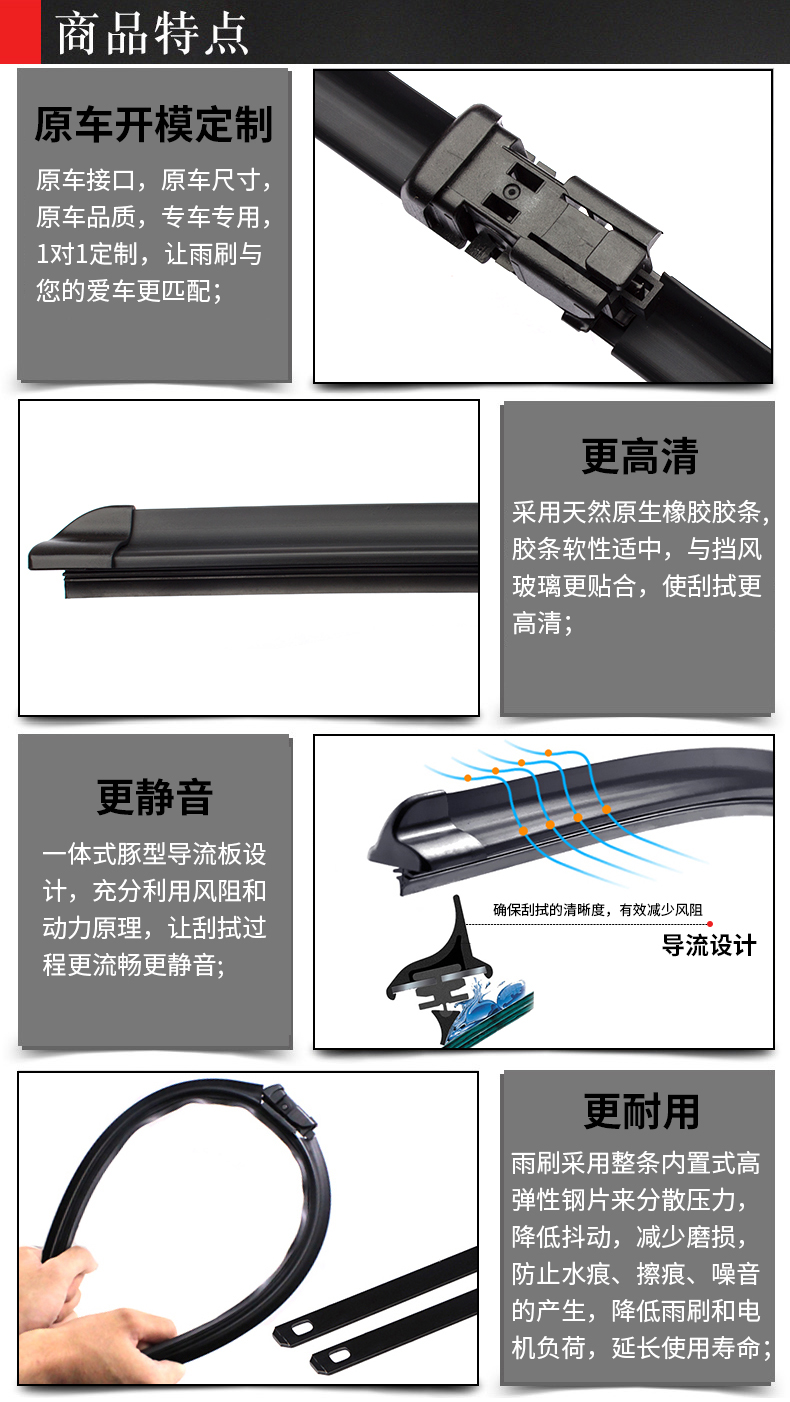 商品特点
原车开模定制
原车接口，原车尺寸，
原车品质，专车专用，
1对1定制，让雨刷与
您的爱车更匹配；
更高清
采用天然原生橡胶胶条,
胶条软性适中，与挡风
玻璃更贴合，使刮拭更
高清；
更静音
一体式豚型导流板设
计，充分利用风阻和
动力原理，让刮拭过
程更流畅更静音;
确保刮拭的清晰度，有效减少风阻
导流设计
更耐用
雨刷采用整条内置式高
弹性钢片来分散压力，
降低抖动，减少磨损，
防止水痕、擦痕、噪音
的产生，降低雨刷和电
机负荷，延长使用寿命；